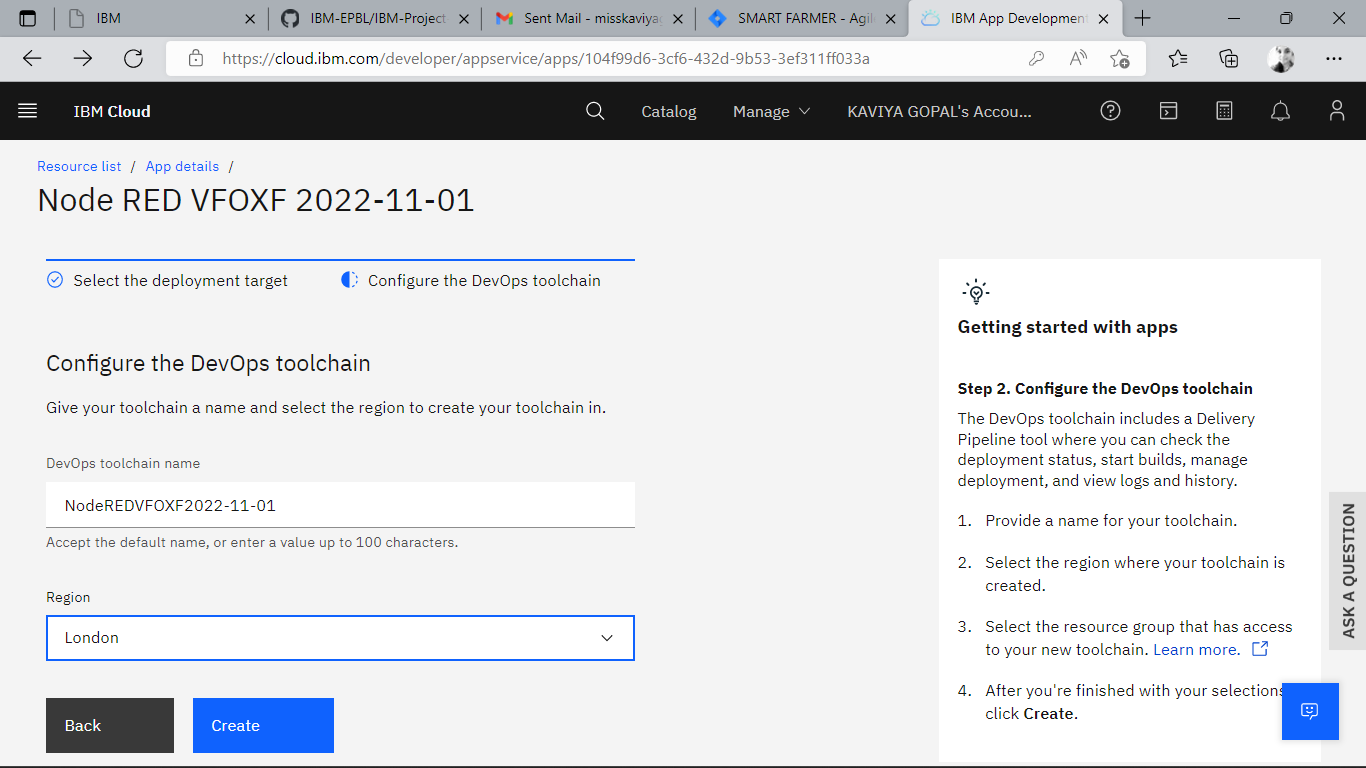 IBM
IBM-EPBL/IBM-Project
Sent Mail - misskaviya
SMART FARMER - Agil
IBM App Development
https://cloud.ibm.com/developer/appservice/apps/104f99d6-3cf6-432d-9b53-3ef311ff033a
IBM Cloud
Catalog
Manage
KAVIYA GOPAL's Accou...
Resource list / App details /
Node RED VFOXF 2022-11-01
Select the deployment target
Configure the DevOps toolchain
Configure the DevOps toolchain
Give your toolchain a name and select the region to create your toolchain in.
DevOps toolchain name
NodeREDVFOXF2022-11-01
Accept the default name, or enter a value up to 100 characters.
Region
London
Back
Create
Getting started with apps
Step 2. Configure the DevOps toolchain
The DevOps toolchain includes a Delivery
Pipeline tool where you can check the
deployment status, start builds, manage
deployment, and view logs and history.
1. Provide a name for your toolchain.
2. Select the region where your toolchain is
created.
3. Select the resource group that has access
to your new toolchain. Learn more.
4. After you're finished with your selections
click Create.
ASK A QUESTION